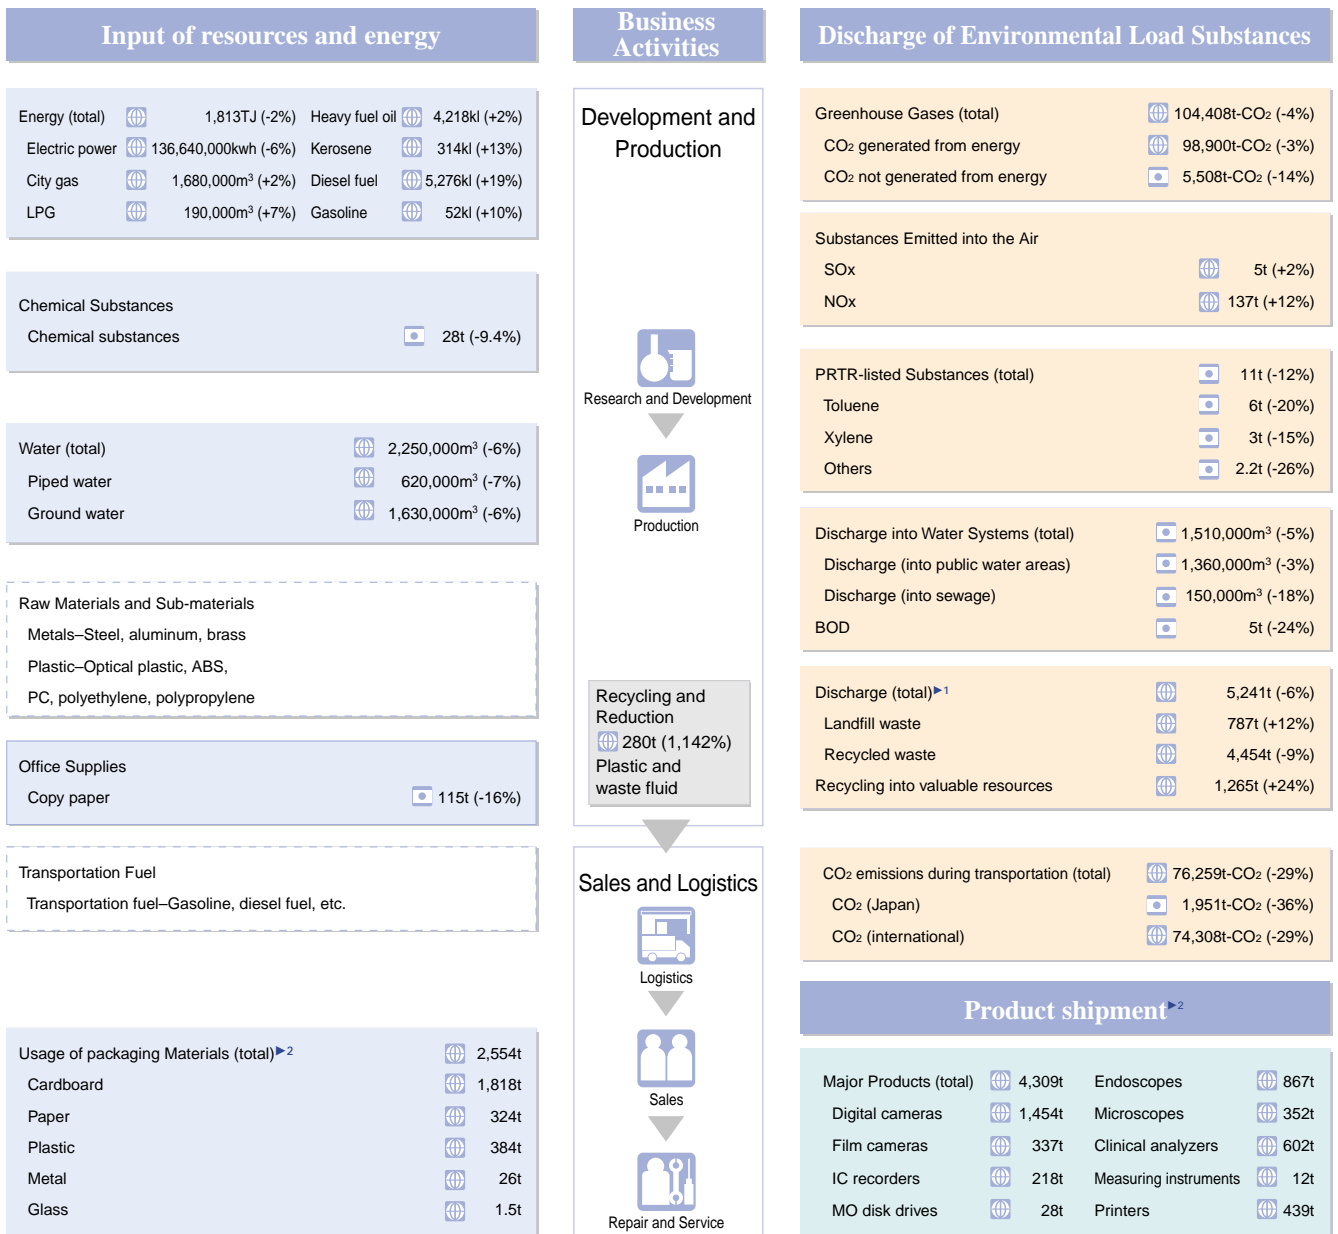 Input of resources and energy
Energy (total) 1,813TJ (-2%) Heavy fuel oil 4,218kl (+2%)
Electric power 136,640,000kwh (-6%) Kerosene 314kl (+13%)
City gas 1,680,000m³ (+2%) Diesel fuel 5,276kl (+19%)
LPG 190,000m³ (+7%) Gasoline 52kl (+10%)
Chemical Substances
Chemical substances 28t (-9.4%)
Water (total) 2,250,000m³ (-6%)
Piped water 620,000m³ (-7%)
Ground water 1,630,000m³ (-6%)
Raw Materials and Sub-materials
Metals–Steel, aluminum, brass
Plastic–Optical plastic, ABS,
PC, polyethylene, polypropylene
Office Supplies
Copy paper 115t (-16%)
Transportation Fuel
Transportation fuel–Gasoline, diesel fuel, etc.
Usage of packaging Materials (total)►2 2,554t
Cardboard 1,818t
Paper 324t
Plastic 384t
Metal 26t
Glass 1.5t
Business
Activities
Development and
Production
Research and Development
Production
Recycling and
Reduction
280t (1,142%)
Plastic and
waste fluid
Sales and Logistics
Logistics
Sales
Repair and Service
Discharge of Environmental Load Substances
Greenhouse Gases (total) 104,408t-CO₂ (-4%)
CO₂ generated from energy 98,900t-CO₂ (-3%)
CO₂ not generated from energy 5,508t-CO₂ (-14%)
Substances Emitted into the Air
SOx 5t (+2%)
NOx 137t (+12%)
PRTR-listed Substances (total) 11t (-12%)
Toluene 6t (-20%)
Xylene 3t (-15%)
Others 2.2t (-26%)
Discharge into Water Systems (total) 1,510,000m³ (-5%)
Discharge (into public water areas) 1,360,000m³ (-3%)
Discharge (into sewage) 150,000m³ (-18%)
BOD 5t (-24%)
Discharge (total)►1 5,241t (-6%)
Landfill waste 787t (+12%)
Recycled waste 4,454t (-9%)
Recycling into valuable resources 1,265t (+24%)
CO₂ emissions during transportation (total) 76,259t-CO₂ (-29%)
CO₂ (Japan) 1,951t-CO₂ (-36%)
CO₂ (international) 74,308t-CO₂ (-29%)
Product shipment►2
Major Products (total) 4,309t Endoscopes 867t
Digital cameras 1,454t Microscopes 352t
Film cameras 337t Clinical analyzers 602t
IC recorders 218t Measuring instruments 12t
MO disk drives 28t Printers 439t